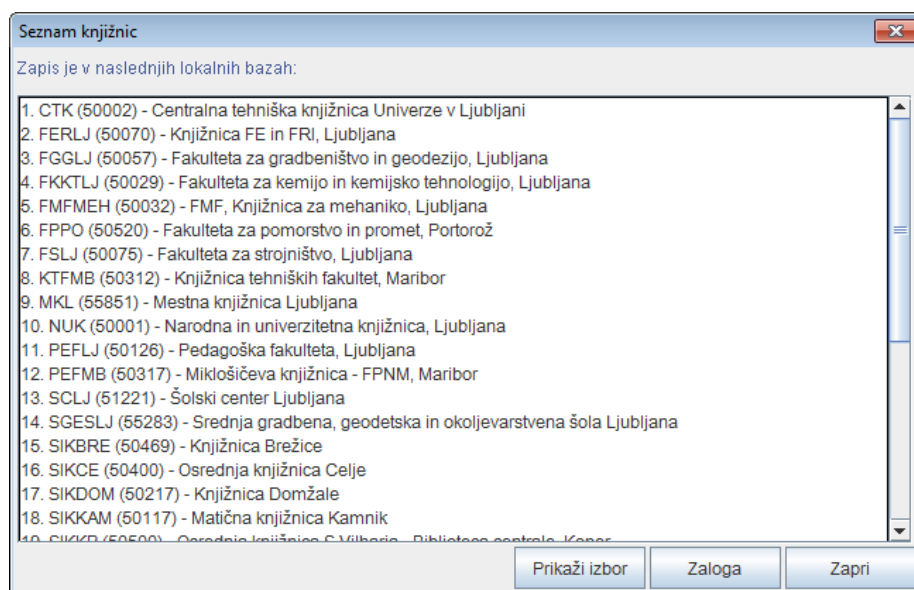 Seznam knjižnic
Zapis je v naslednjih lokalnih bazah:
1. CTK (50002) - Centralna tehniška knjižnica Univerze v Ljubljani
2. FERLJ (50070) - Knjižnica FE in FRI, Ljubljana
3. FGGLJ (50057) - Fakulteta za gradbeništvo in geodezijo, Ljubljana
4. FKKTLJ (50029) - Fakulteta za kemijo in kemijsko tehnologijo, Ljubljana
5. FMFMEH (50032) - FMF, Knjižnica za mehaniko, Ljubljana
6. FPPO (50520) - Fakulteta za pomorstvo in promet, Portorož
7. FSLJ (50075) - Fakulteta za strojništvo, Ljubljana
8. KTFMB (50312) - Knjižnica tehniških fakultet, Maribor
9. MKL (55851) - Mestna knjižnica Ljubljana
10. NUK (50001) - Narodna in univerzitetna knjižnica, Ljubljana
11. PEFLJ (50126) - Pedagoška fakulteta, Ljubljana
12. PEFMB (50317) - Miklošičeva knjižnica - FPNM, Maribor
13. SCLJ (51221) - Šolski center Ljubljana
14. SGESLJ (55283) - Srednja gradbena, geodetska in okoljevarstvena šola Ljubljana
15. SIKBRE (50469) - Knjižnica Brežice
16. SIKCE (50400) - Osrednja knjižnica Celje
17. SIKDOM (50217) - Knjižnica Domžale
18. SIKKAM (50117) - Matična knjižnica Kamnik
Prikaži izbor
Zaloga
Zapri